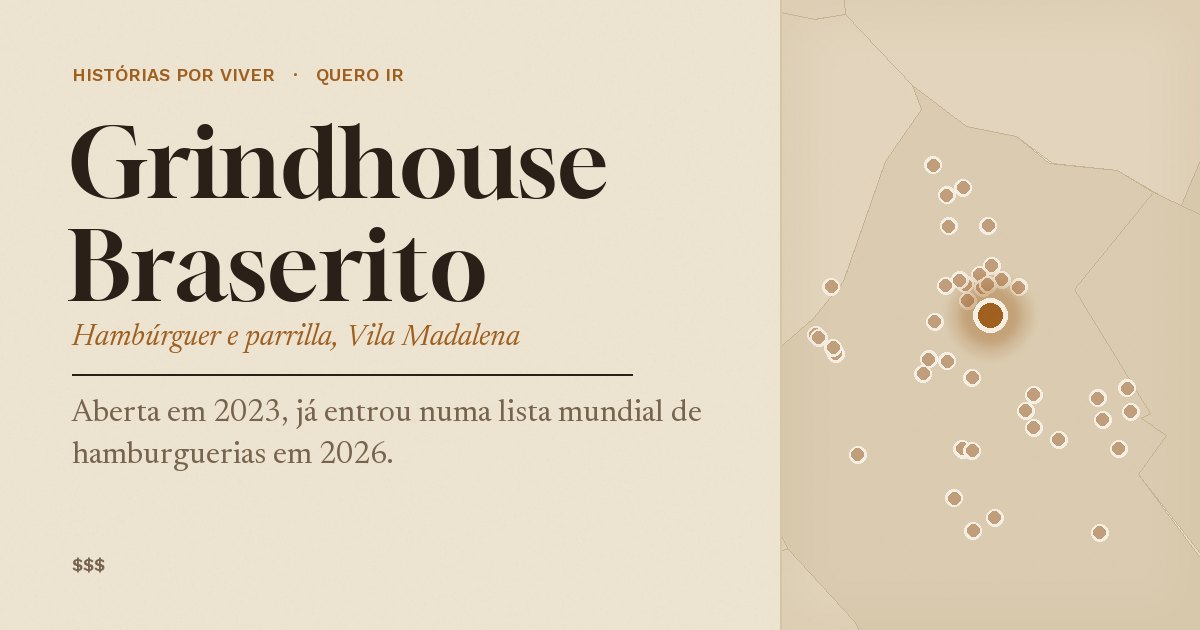 HISTÓRIAS POR VIVER · QUERO IR
Grindhouse
Braserito
Hambúrguer e parrilla, Vila Madalena
Aberta em 2023, já entrou numa lista mundial de
hamburguerias em 2026.
$$$